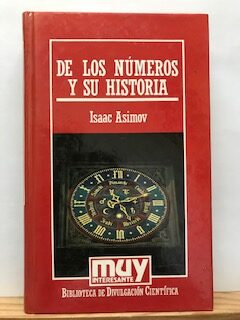 DE LOS NÚMEROS
Y SU HISTORIA
Isaac Asimov
muy
INTERESANTE
BIBLIOTECA DE DIVULGACIÓN CIENTÍFICA